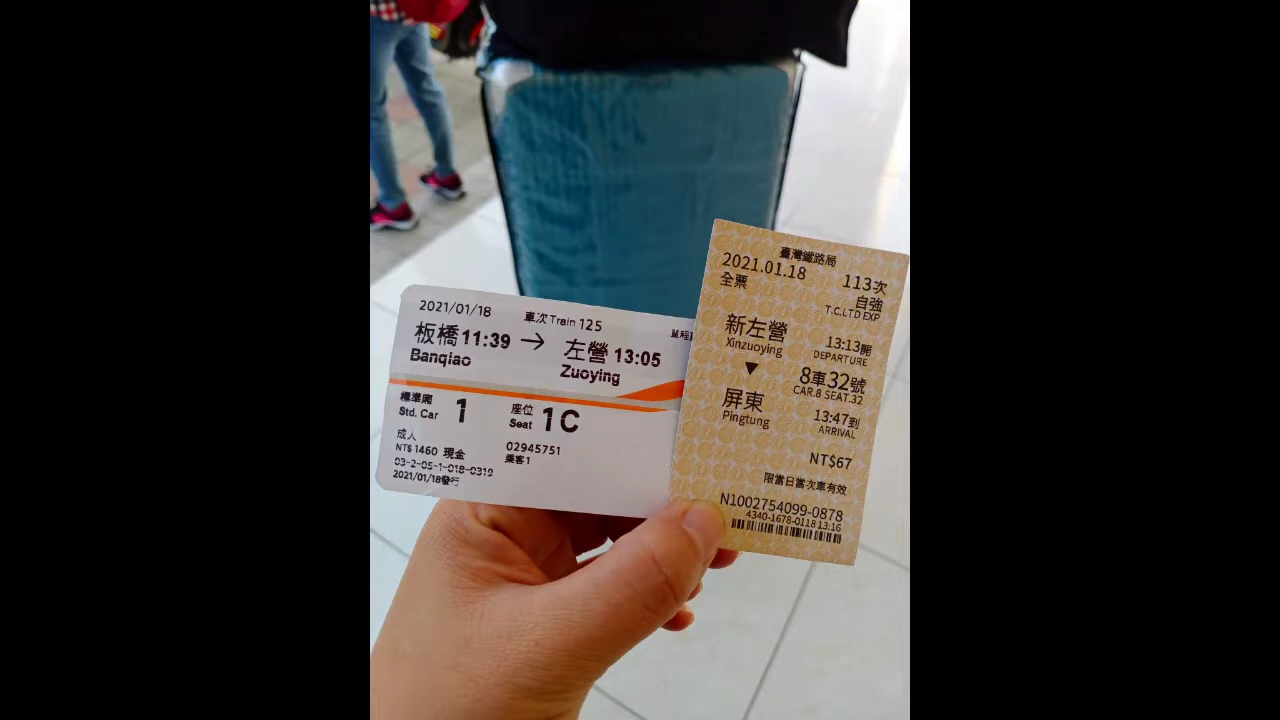 2021/01/18
車次 Train 125
單程
板橋 11:39 → 左營 13:05
Banqiao Zuoying
標準廂 Std. Car 1
座位 Seat 1C
成人
NT$ 1460 現金
02945751
乘客1
03-2-05-1-018-0319
2021/01/18發行
臺灣鐵路局
2021.01.18 113次
全票 自強
T.C.LTD EXP
新左營 13:13開
Xinzuoying DEPARTURE
▼ 8車32號
CAR.8 SEAT.32
屏東 13:47到
Pingtung ARRIVAL
NT$67
限當日當次車有效
N1002754099-0878
4340-1678-0118 13:16